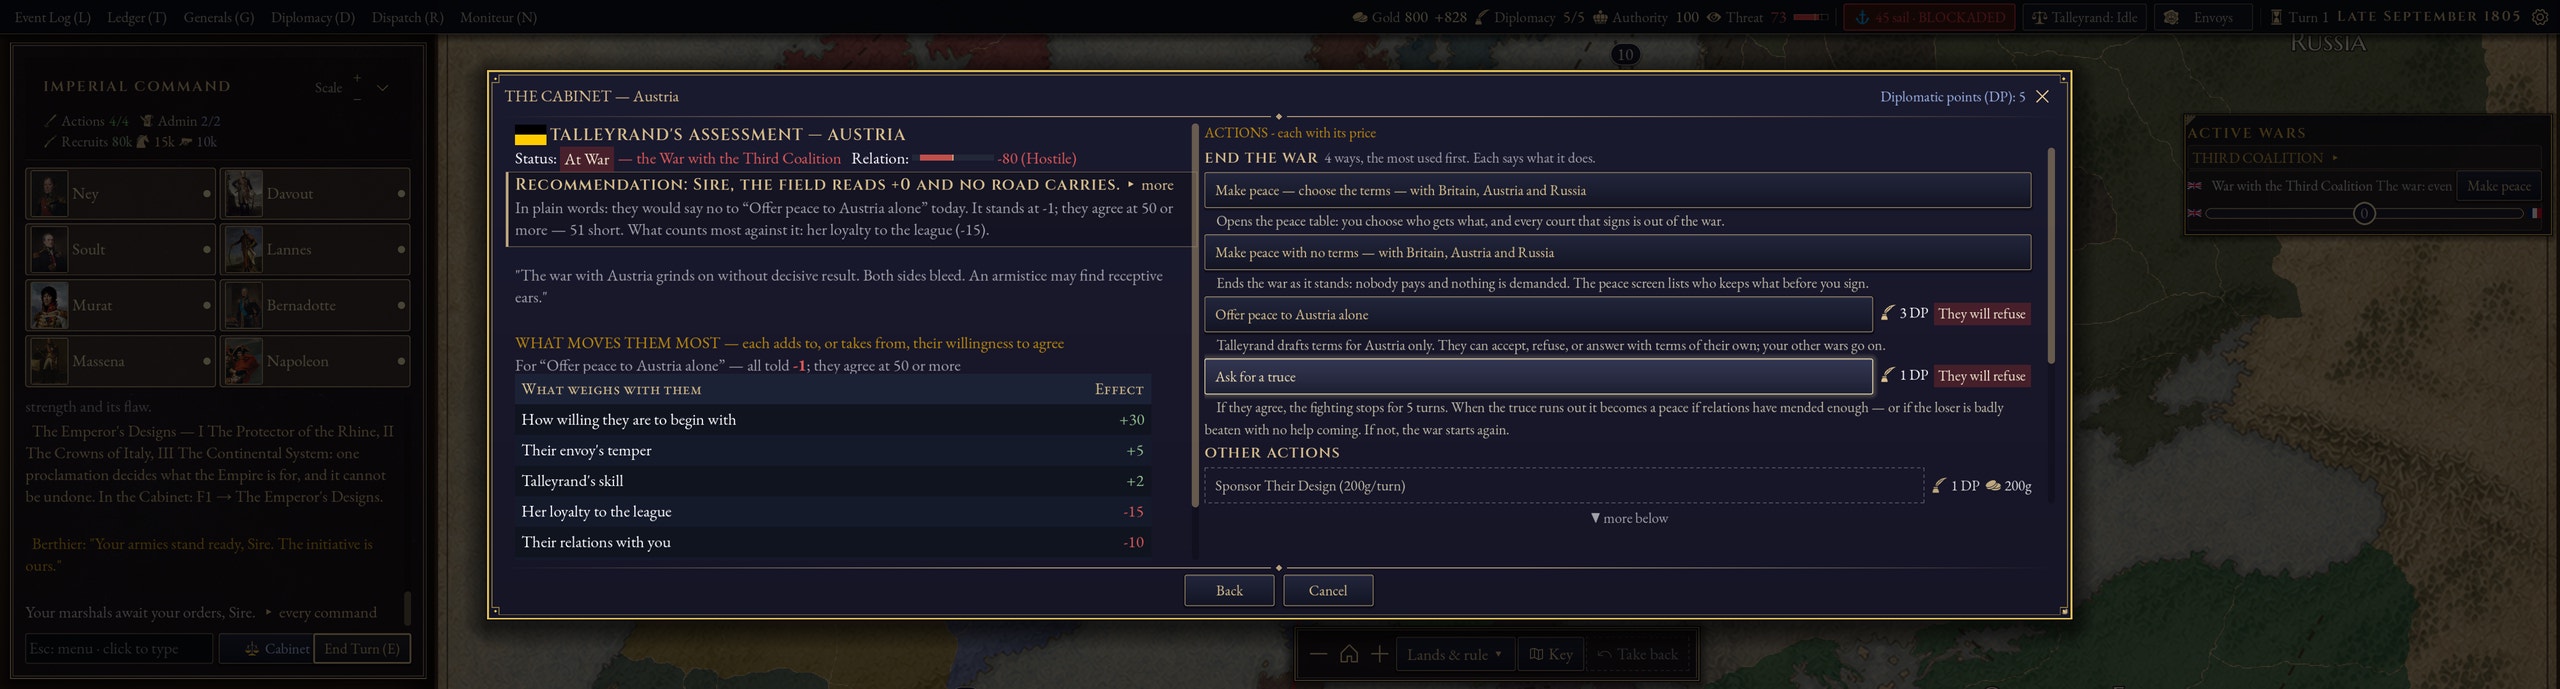 Event Log (L) Ledger (T) Generals (G) Diplomacy (D) Dispatch (R) Moniteur (N)
Gold 800 +828 Diplomacy 5/5 Authority 100 Threat 73 45 sail - BLOCKADED Talleyrand: Idle Envoys Turn 1 LATE SEPTEMBER 1805
RUSSIA
10
IMPERIAL COMMAND
Scale + −
Actions 4/4 Admin 2/2
Recruits 80k 15k 10k
Ney Davout
Soult Lannes
Murat Bernadotte
Massena Napoleon
strength and its flaw.
The Emperor's Designs — I The Protector of the Rhine, II
The Crowns of Italy, III The Continental System: one
proclamation decides what the Empire is for, and it cannot
be undone. In the Cabinet: F1 → The Emperor's Designs.
Berthier: "Your armies stand ready, Sire. The initiative is
ours."
Your marshals await your orders, Sire. ▸ every command
Esc: menu · click to type Cabinet End Turn (E)
THE CABINET — Austria
Diplomatic points (DP): 5
TALLEYRAND'S ASSESSMENT — AUSTRIA
Status: At War — the War with the Third Coalition Relation: -80 (Hostile)
RECOMMENDATION: SIRE, THE FIELD READS +0 AND NO ROAD CARRIES. ▸ more
In plain words: they would say no to “Offer peace to Austria alone” today. It stands at -1; they agree at 50 or
more — 51 short. What counts most against it: her loyalty to the league (-15).
"The war with Austria grinds on without decisive result. Both sides bleed. An armistice may find receptive
ears."
WHAT MOVES THEM MOST — each adds to, or takes from, their willingness to agree
For “Offer peace to Austria alone” — all told -1; they agree at 50 or more
WHAT WEIGHS WITH THEM EFFECT
How willing they are to begin with +30
Their envoy's temper +5
Talleyrand's skill +2
Her loyalty to the league -15
Their relations with you -10
ACTIONS - each with its price
END THE WAR 4 ways, the most used first. Each says what it does.
Make peace — choose the terms — with Britain, Austria and Russia
Opens the peace table: you choose who gets what, and every court that signs is out of the war.
Make peace with no terms — with Britain, Austria and Russia
Ends the war as it stands: nobody pays and nothing is demanded. The peace screen lists who keeps what before you sign.
Offer peace to Austria alone 3 DP They will refuse
Talleyrand drafts terms for Austria only. They can accept, refuse, or answer with terms of their own; your other wars go on.
Ask for a truce 1 DP They will refuse
If they agree, the fighting stops for 5 turns. When the truce runs out it becomes a peace if relations have mended enough — or if the loser is badly
beaten with no help coming. If not, the war starts again.
OTHER ACTIONS
Sponsor Their Design (200g/turn) 1 DP 200g
▼ more below
Back Cancel
ACTIVE WARS
THIRD COALITION ▸
War with the Third Coalition The war: even Make peace
0
Lands & rule ▾ Key Take back